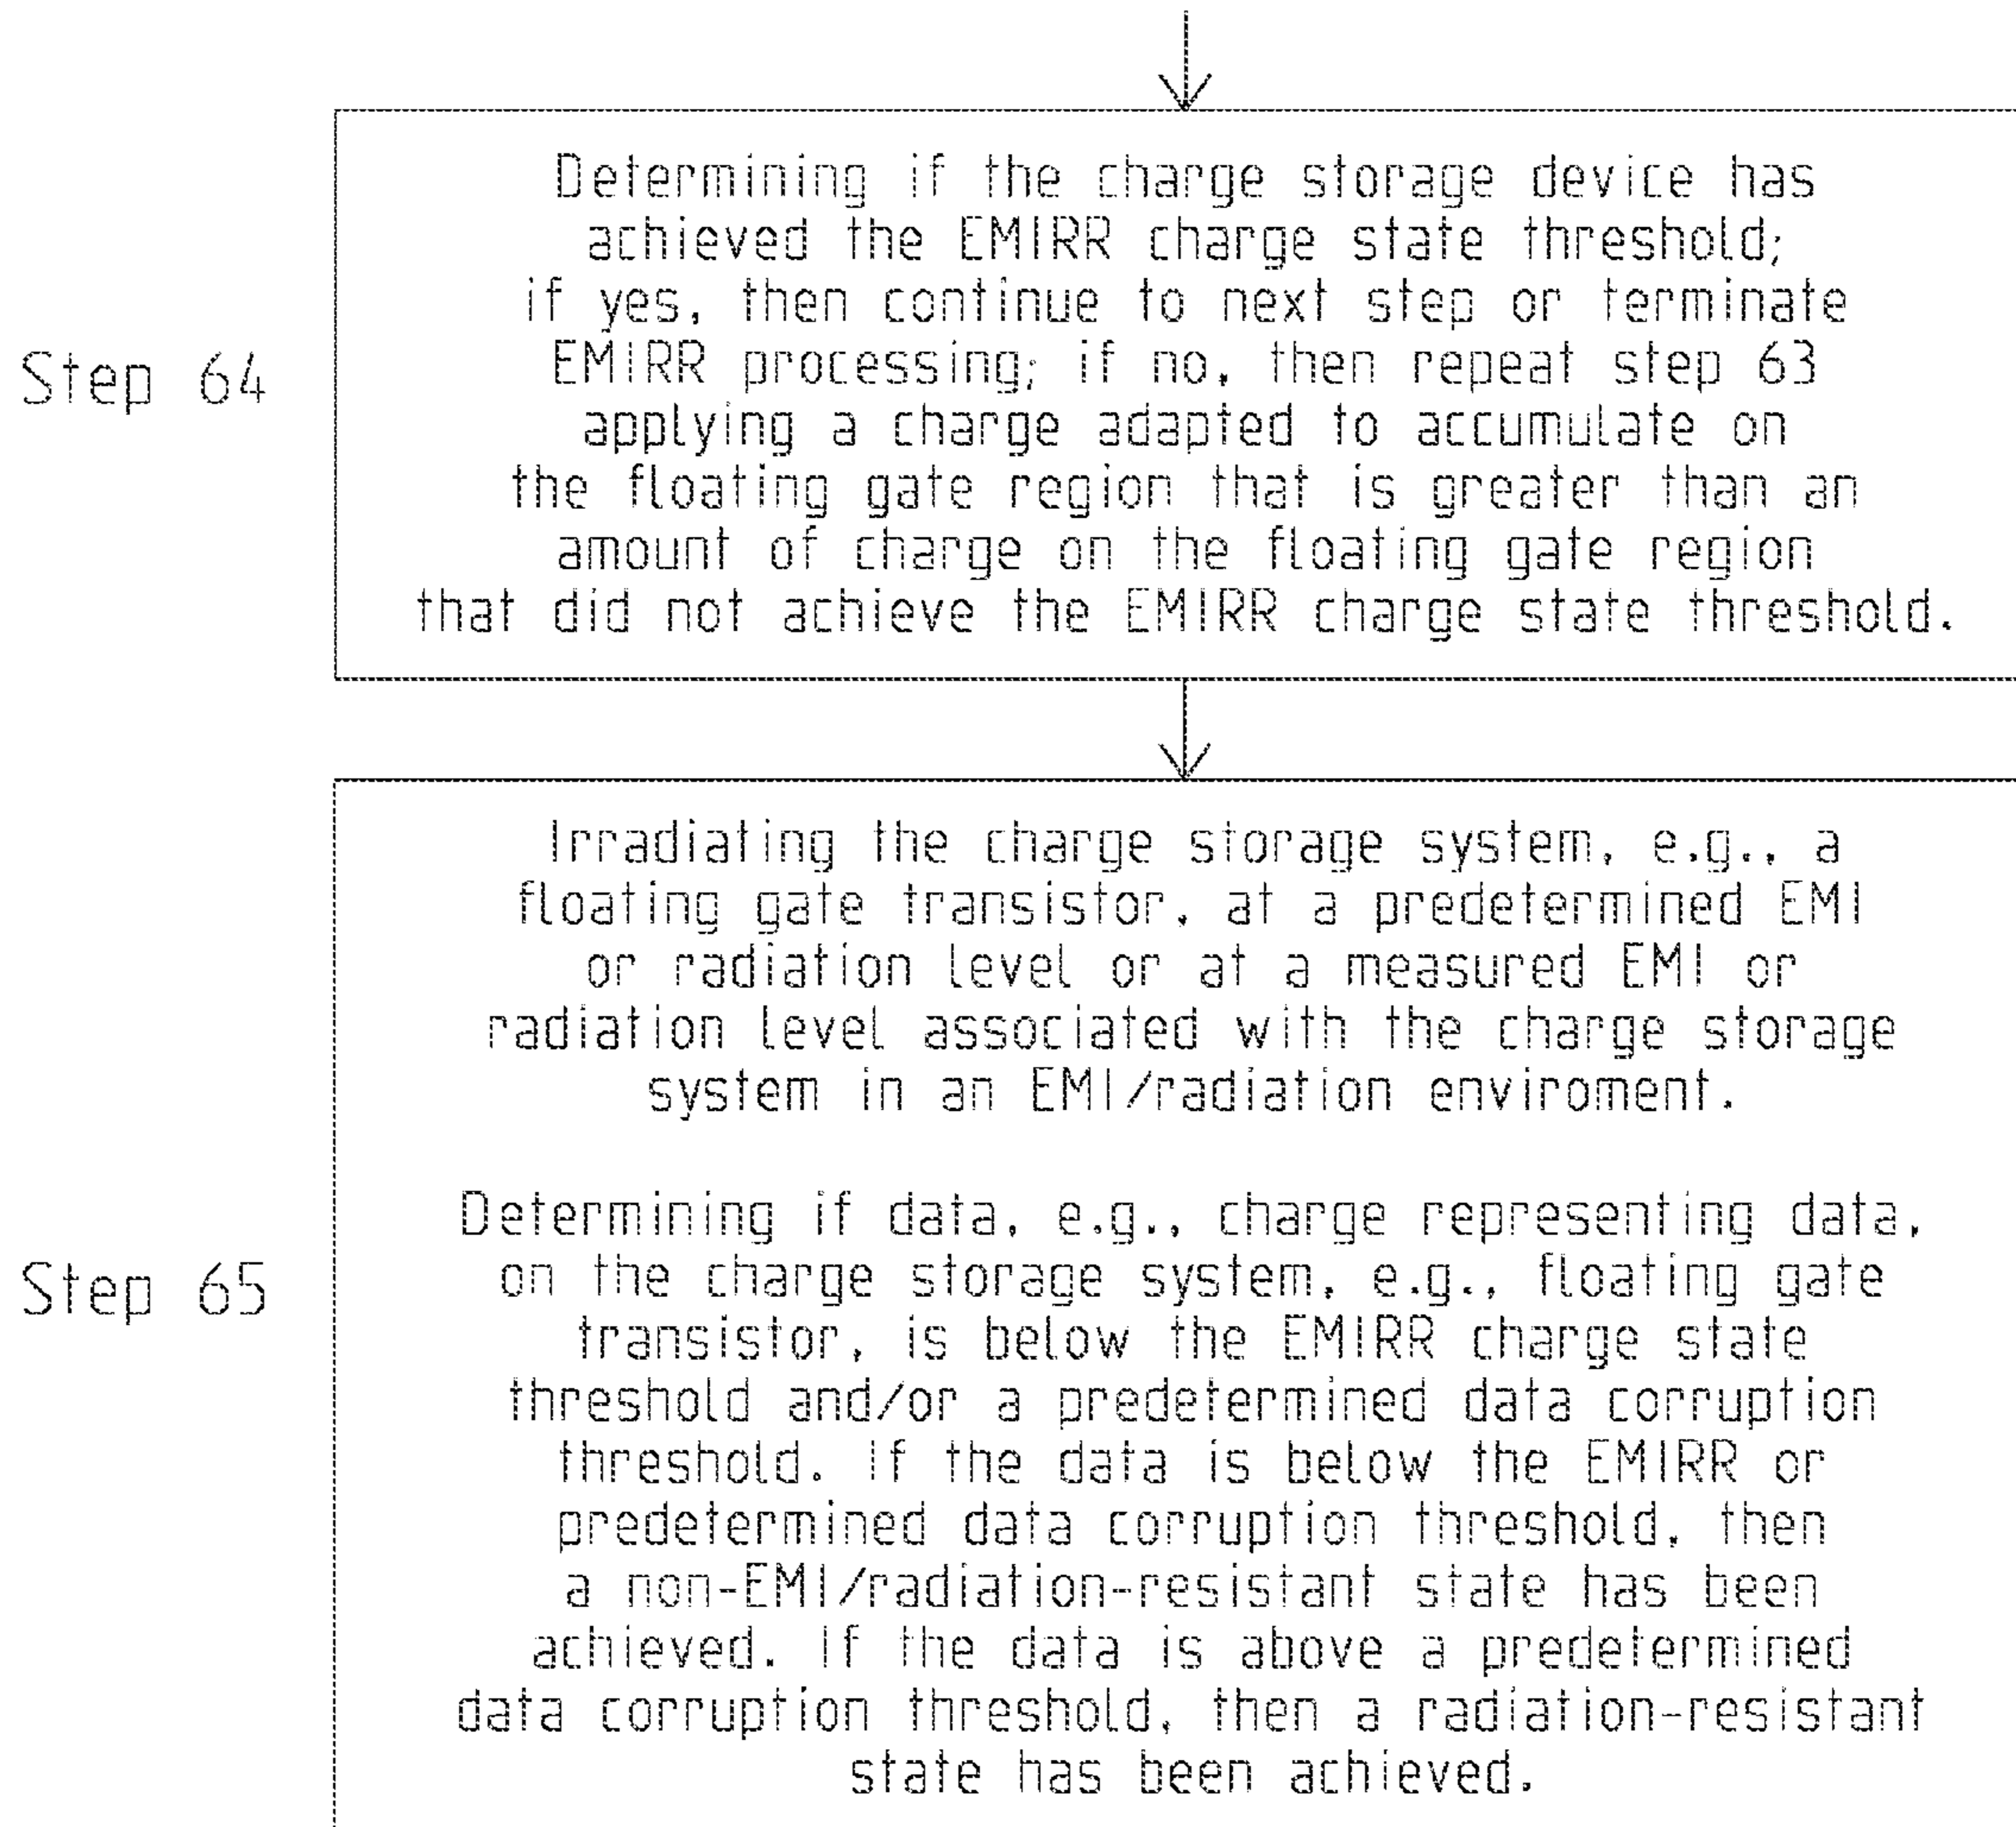 Determining if the charge storage device has
achieved the EMIRR charge state threshold;
if yes, then continue to next step or terminate
EMIRR processing; if no, then repeat step 63
applying a charge adapted to accumulate on
the floating gate region that is greater than an
amount of charge on the floating gate region
that did not achieve the EMIRR charge state threshold.
Step 64
Irradiating the charge storage system, e.g., a
floating gate transistor, at a predetermined EMI
or radiation level or at a measured EMI or
radiation level associated with the charge storage
system in an EMI/radiation enviroment.
Determining if data, e.g., charge representing data,
on the charge storage system, e.g., floating gate
transistor, is below the EMIRR charge state
threshold and/or a predetermined data corruption
threshold. If the data is below the EMIRR or
predetermined data corruption threshold, then
a non-EMI/radiation-resistant state has been
achieved. If the data is above a predetermined
data corruption threshold, then a radiation-resistant
state has been achieved.
Step 65